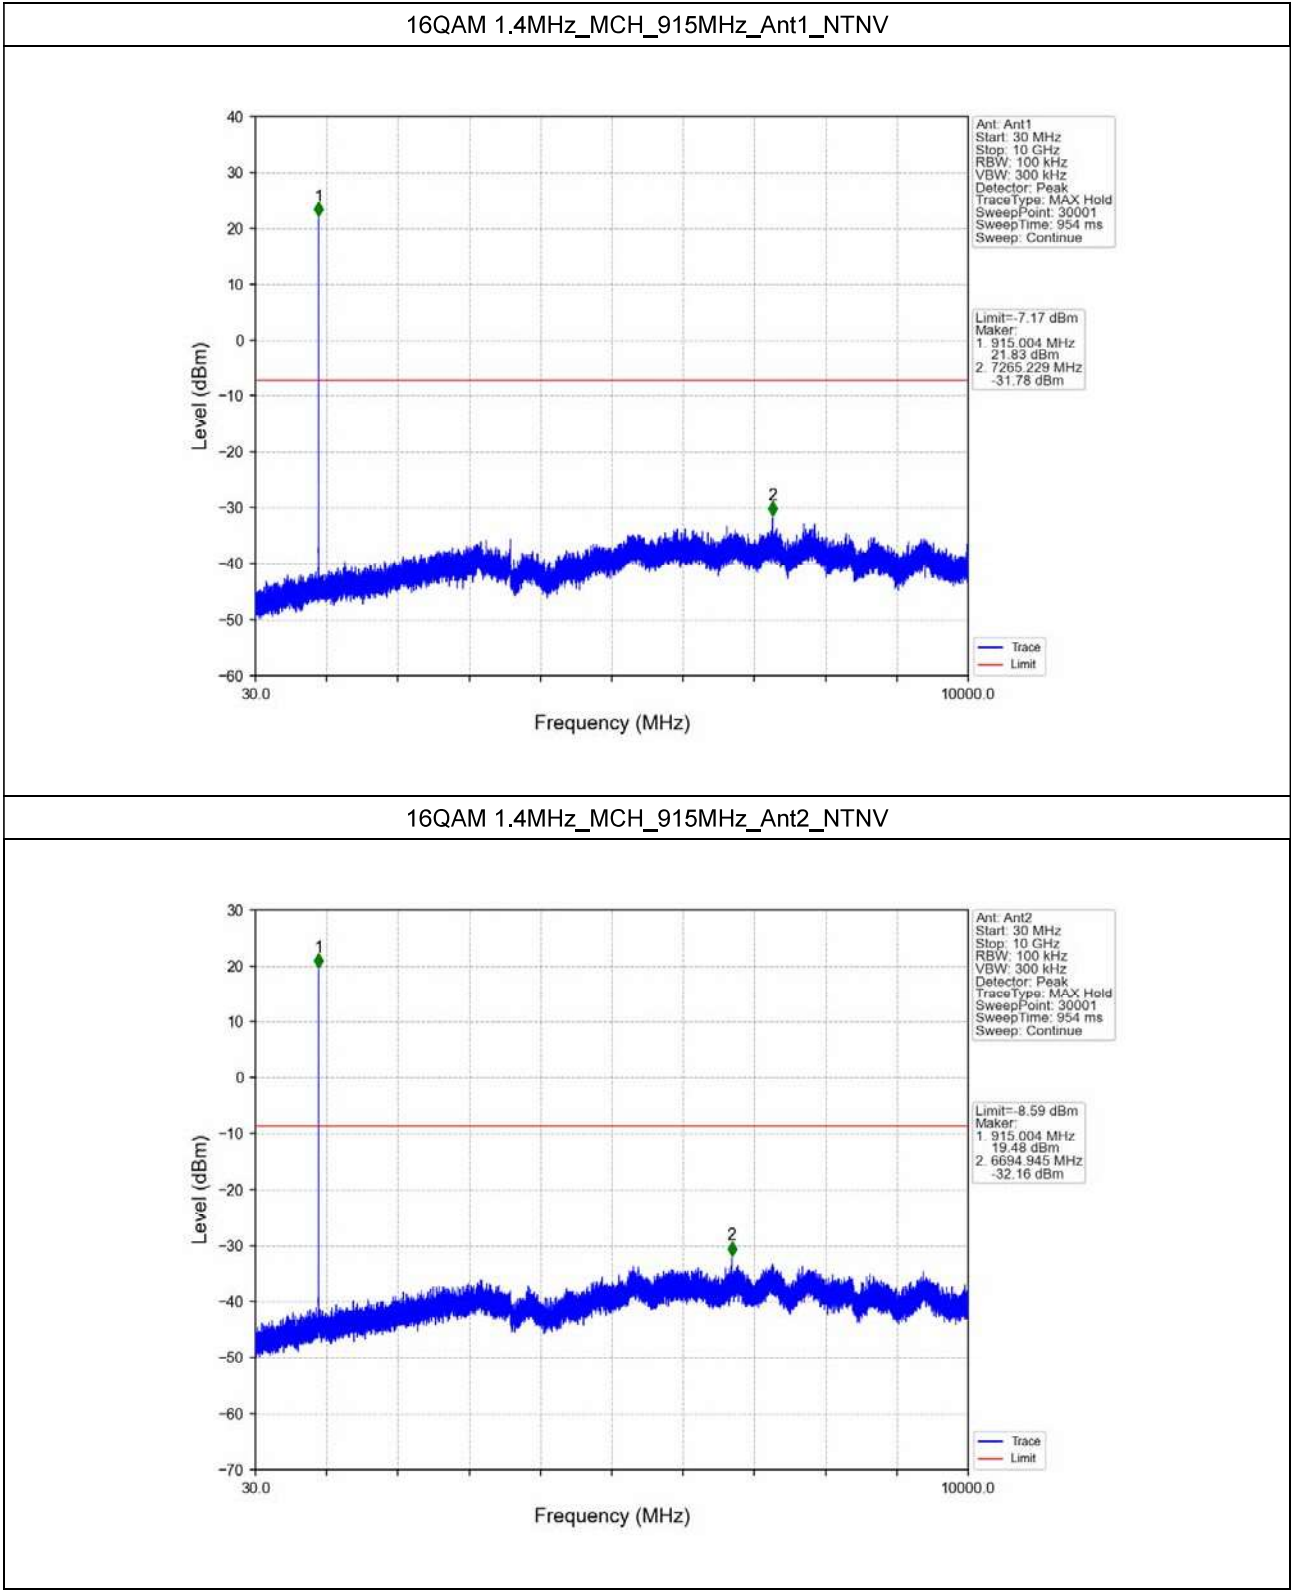 16QAM 1.4MHz_MCH_915MHz_Ant1_NTNV
40
30
20
10
0
−10
−20
−30
−40
−50
−60
Level (dBm)
1
2
30.0
10000.0
Frequency (MHz)
Ant: Ant1
Start: 30 MHz
Stop: 10 GHz
RBW: 100 kHz
VBW: 300 kHz
Detector: Peak
TraceType: MAX Hold
SweepPoint: 30001
SweepTime: 954 ms
Sweep: Continue
Limit=-7.17 dBm
Maker:
1. 915.004 MHz
21.83 dBm
2. 7265.229 MHz
-31.78 dBm
Trace
Limit
16QAM 1.4MHz_MCH_915MHz_Ant2_NTNV
30
20
10
0
−10
−20
−30
−40
−50
−60
−70
Level (dBm)
1
2
30.0
10000.0
Frequency (MHz)
Ant: Ant2
Start: 30 MHz
Stop: 10 GHz
RBW: 100 kHz
VBW: 300 kHz
Detector: Peak
TraceType: MAX Hold
SweepPoint: 30001
SweepTime: 954 ms
Sweep: Continue
Limit=-8.59 dBm
Maker:
1. 915.004 MHz
19.48 dBm
2. 6694.945 MHz
-32.16 dBm
Trace
Limit